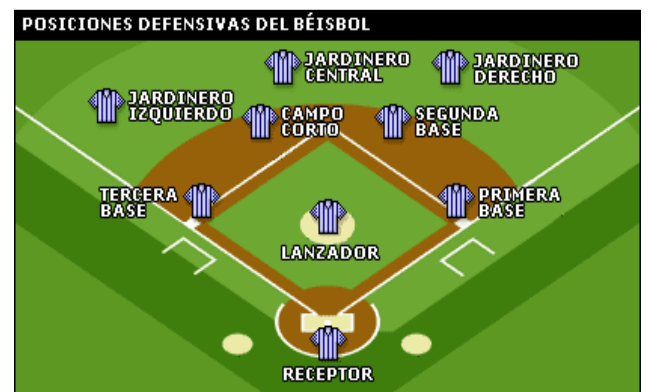 POSICIONES DEFENSIVAS DEL BÉISBOL
JARDINERO
CENTRAL
JARDINERO
DERECHO
JARDINERO
IZQUIERDO
CAMPO
CORTO
SEGUNDA
BASE
TERCERA
BASE
PRIMERA
BASE
LANZADOR
RECEPTOR